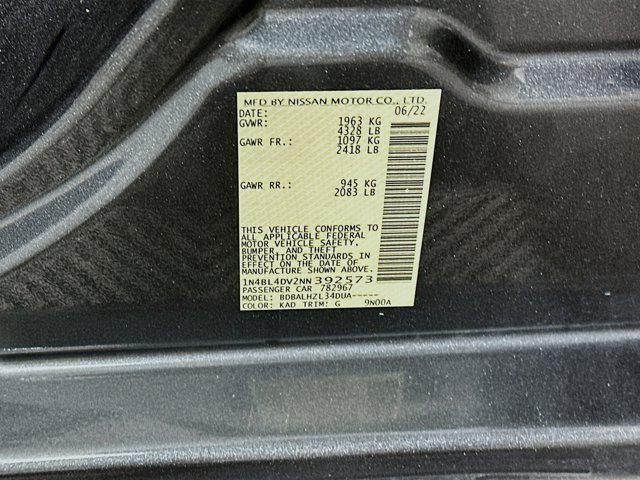 MFD BY NISSAN MOTOR CO., LTD.
DATE: 06/22
GVWR: 1963 KG
4328 LB
GAWR FR.: 1097 KG
2418 LB
GAWR RR.: 945 KG
2083 LB
THIS VEHICLE CONFORMS TO
ALL APPLICABLE FEDERAL
MOTOR VEHICLE SAFETY,
BUMPER, AND THEFT
PREVENTION STANDARDS IN
EFFECT ON THE DATE OF
MANUFACTURE SHOWN ABOVE.
1N4BL4DV2NN392573
PASSENGER CAR 782967
MODEL: BDBALHZL34DUA-----
COLOR: KAD TRIM: G 9N00A